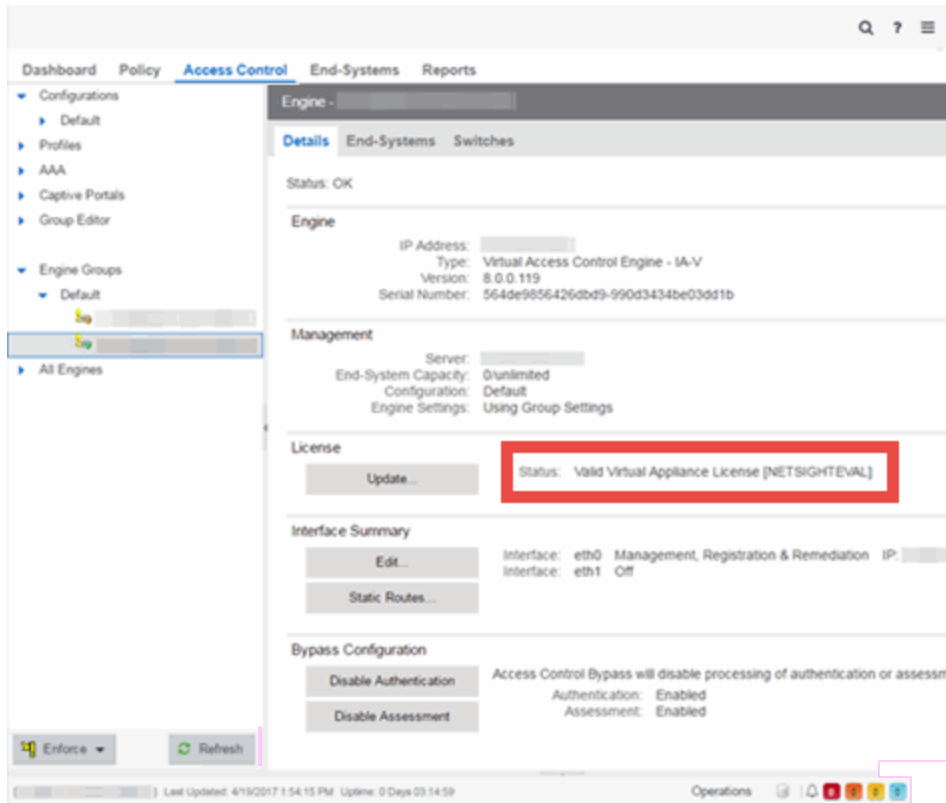 ?
Dashboard Policy Access Control End-Systems Reports
Configurations
Default
Profiles
AAA
Captive Portals
Group Editor
Engine Groups
Default
All Engines
Enforce
Refresh
Engine -
Details End-Systems Switches
Status: OK
Engine
IP Address:
Type: Virtual Access Control Engine - IA-V
Version: 8.0.0.119
Serial Number: 564de9856426dbd9-990d3434be03dd1b
Management
Server:
End-System Capacity: 0/unlimited
Configuration: Default
Engine Settings: Using Group Settings
License
Update...
Status: Valid Virtual Appliance License [NETSIGHTEVAL]
Interface Summary
Edit...
Static Routes...
Interface: eth0 Management, Registration & Remediation IP:
Interface: eth1 Off
Bypass Configuration
Disable Authentication
Disable Assessment
Access Control Bypass will disable processing of authentication or assessm
Authentication: Enabled
Assessment: Enabled
Last Updated: 4/19/2017 1:54:15 PM Uptime: 0 Days 03:14:59
Operations